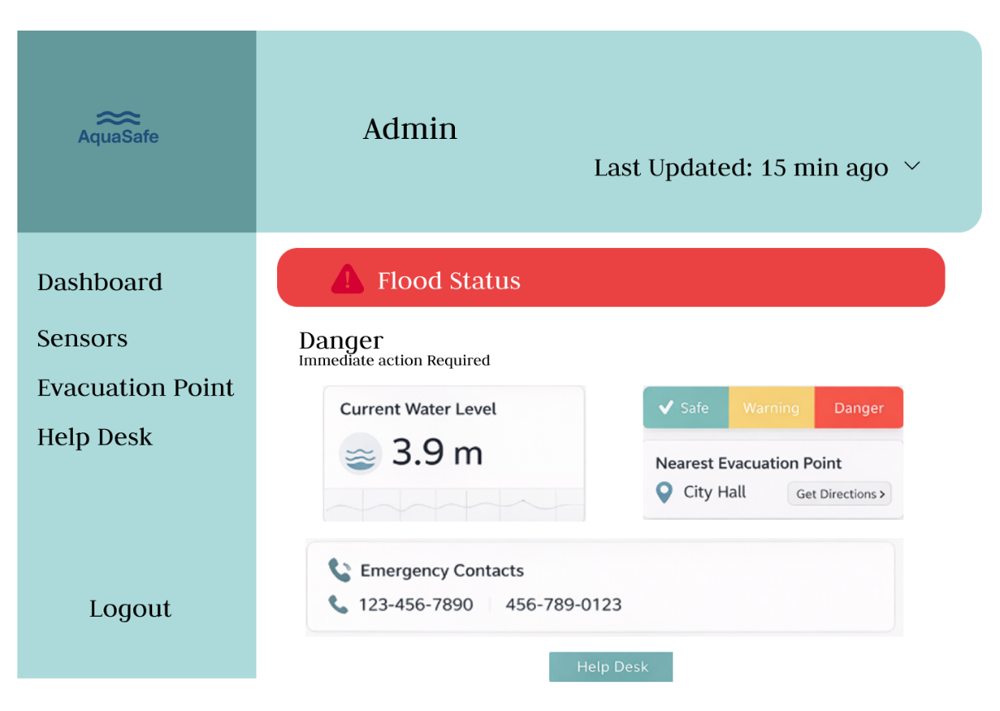 AquaSafe
Admin
Last Updated: 15 min ago
Dashboard
Sensors
Evacuation Point
Help Desk
Logout
Flood Status
Danger
Immediate action Required
Current Water Level
3.9 m
Safe Warning Danger
Nearest Evacuation Point
City Hall Get Directions >
Emergency Contacts
123-456-7890 | 456-789-0123
Help Desk